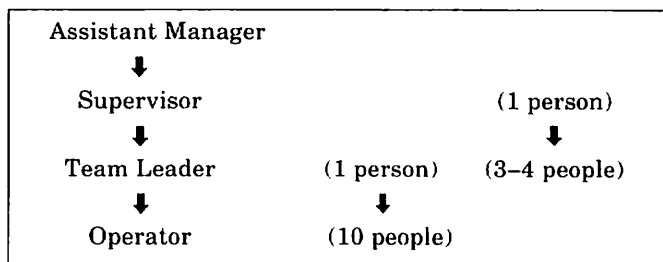 Assistant Manager
Supervisor (1 person)
Team Leader (1 person) (3–4 people)
Operator (10 people)